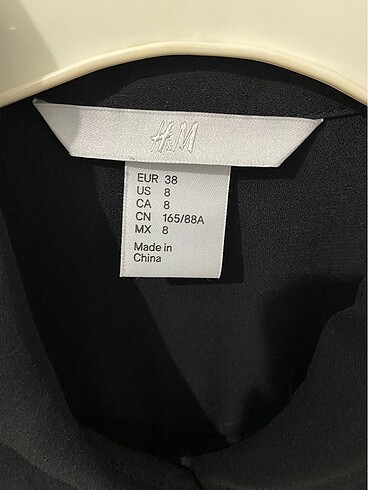 H&M
EUR 38
US 8
CA 8
CN 165/88A
MX 8
Made in
China